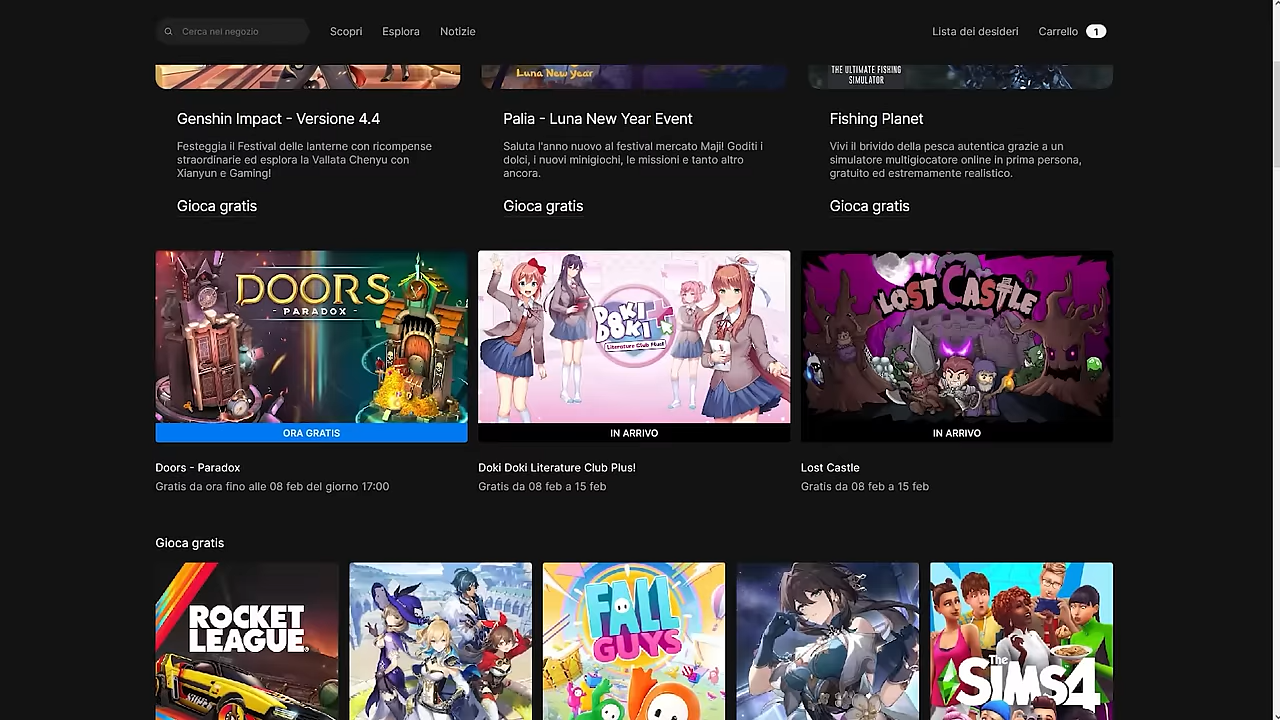 Cerca nel negozio
Scopri
Esplora
Notizie
Lista dei desideri
Carrello
1
Luna New Year
THE ULTIMATE FISHING
SIMULATOR
Genshin Impact - Versione 4.4
Palia - Luna New Year Event
Fishing Planet
Festeggia il Festival delle lanterne con ricompense
straordinarie ed esplora la Vallata Chenyu con
Xianyun e Gaming!
Saluta l'anno nuovo al festival mercato Maji! Goditi i
dolci, i nuovi minigiochi, le missioni e tanto altro
ancora.
Vivi il brivido della pesca autentica grazie a un
simulatore multigiocatore online in prima persona,
gratuito ed estremamente realistico.
Gioca gratis
Gioca gratis
Gioca gratis
DOORS
- PARADOX -
DOKI
DOKI
Literature Club Plus!
LOST CASTLE
ORA GRATIS
IN ARRIVO
IN ARRIVO
Doors - Paradox
Doki Doki Literature Club Plus!
Lost Castle
Gratis da ora fino alle 08 feb del giorno 17:00
Gratis da 08 feb a 15 feb
Gratis da 08 feb a 15 feb
Gioca gratis
ROCKET
LEAGUE
FALL
GUYS
The
SIMS4